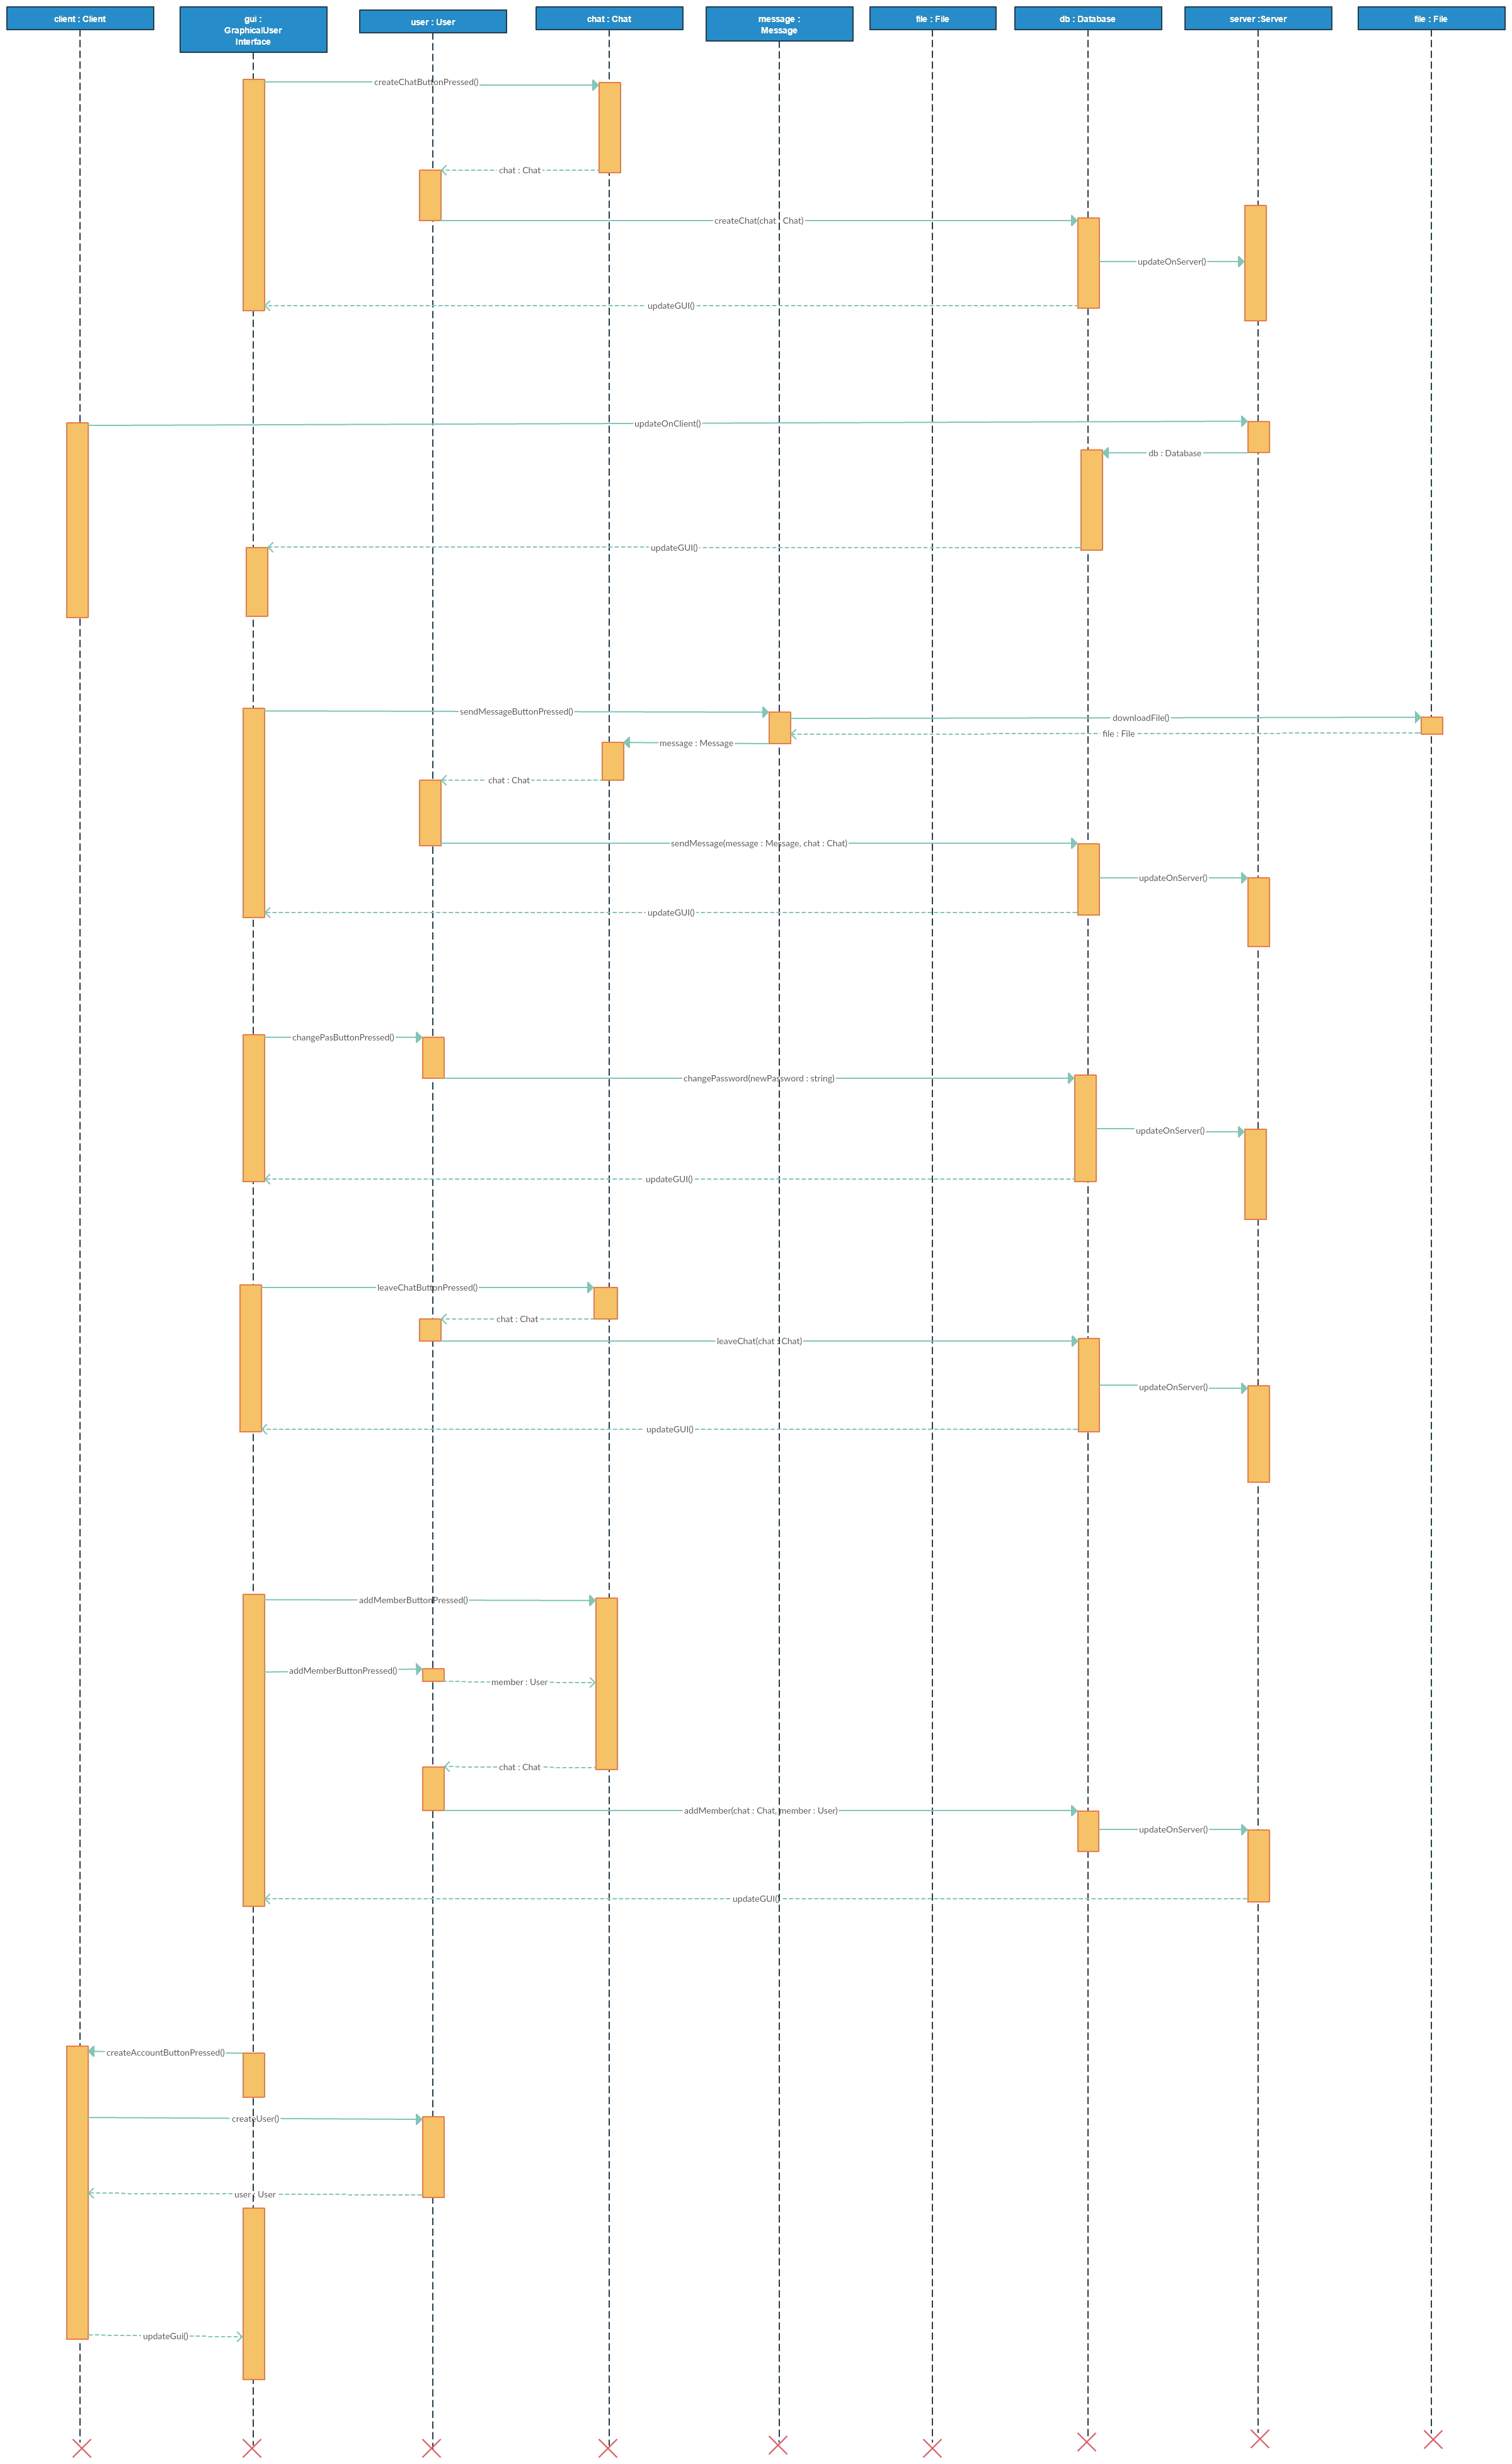 client : Client
gui :
GraphicalUser
Interface
user : User
chat : Chat
message :
Message
file : File
db : Database
server :Server
file : File
createChatButtonPressed()
chat : Chat
createChat(chat : Chat)
updateOnServer()
updateGUI()
updateOnClient()
db : Database
updateGUI()
sendMessageButtonPressed()
downloadFile()
file : File
message : Message
chat : Chat
sendMessage(message : Message, chat : Chat)
updateOnServer()
updateGUI()
changePasButtonPressed()
changePassword(newPassword : string)
updateOnServer()
updateGUI()
leaveChatButtonPressed()
chat : Chat
leaveChat(chat : Chat)
updateOnServer()
updateGUI()
addMemberButtonPressed()
addMemberButtonPressed()
member : User
chat : Chat
addMember(chat : Chat, member : User)
updateOnServer()
updateGUI()
createAccountButtonPressed()
createUser()
user : User
updateGui()